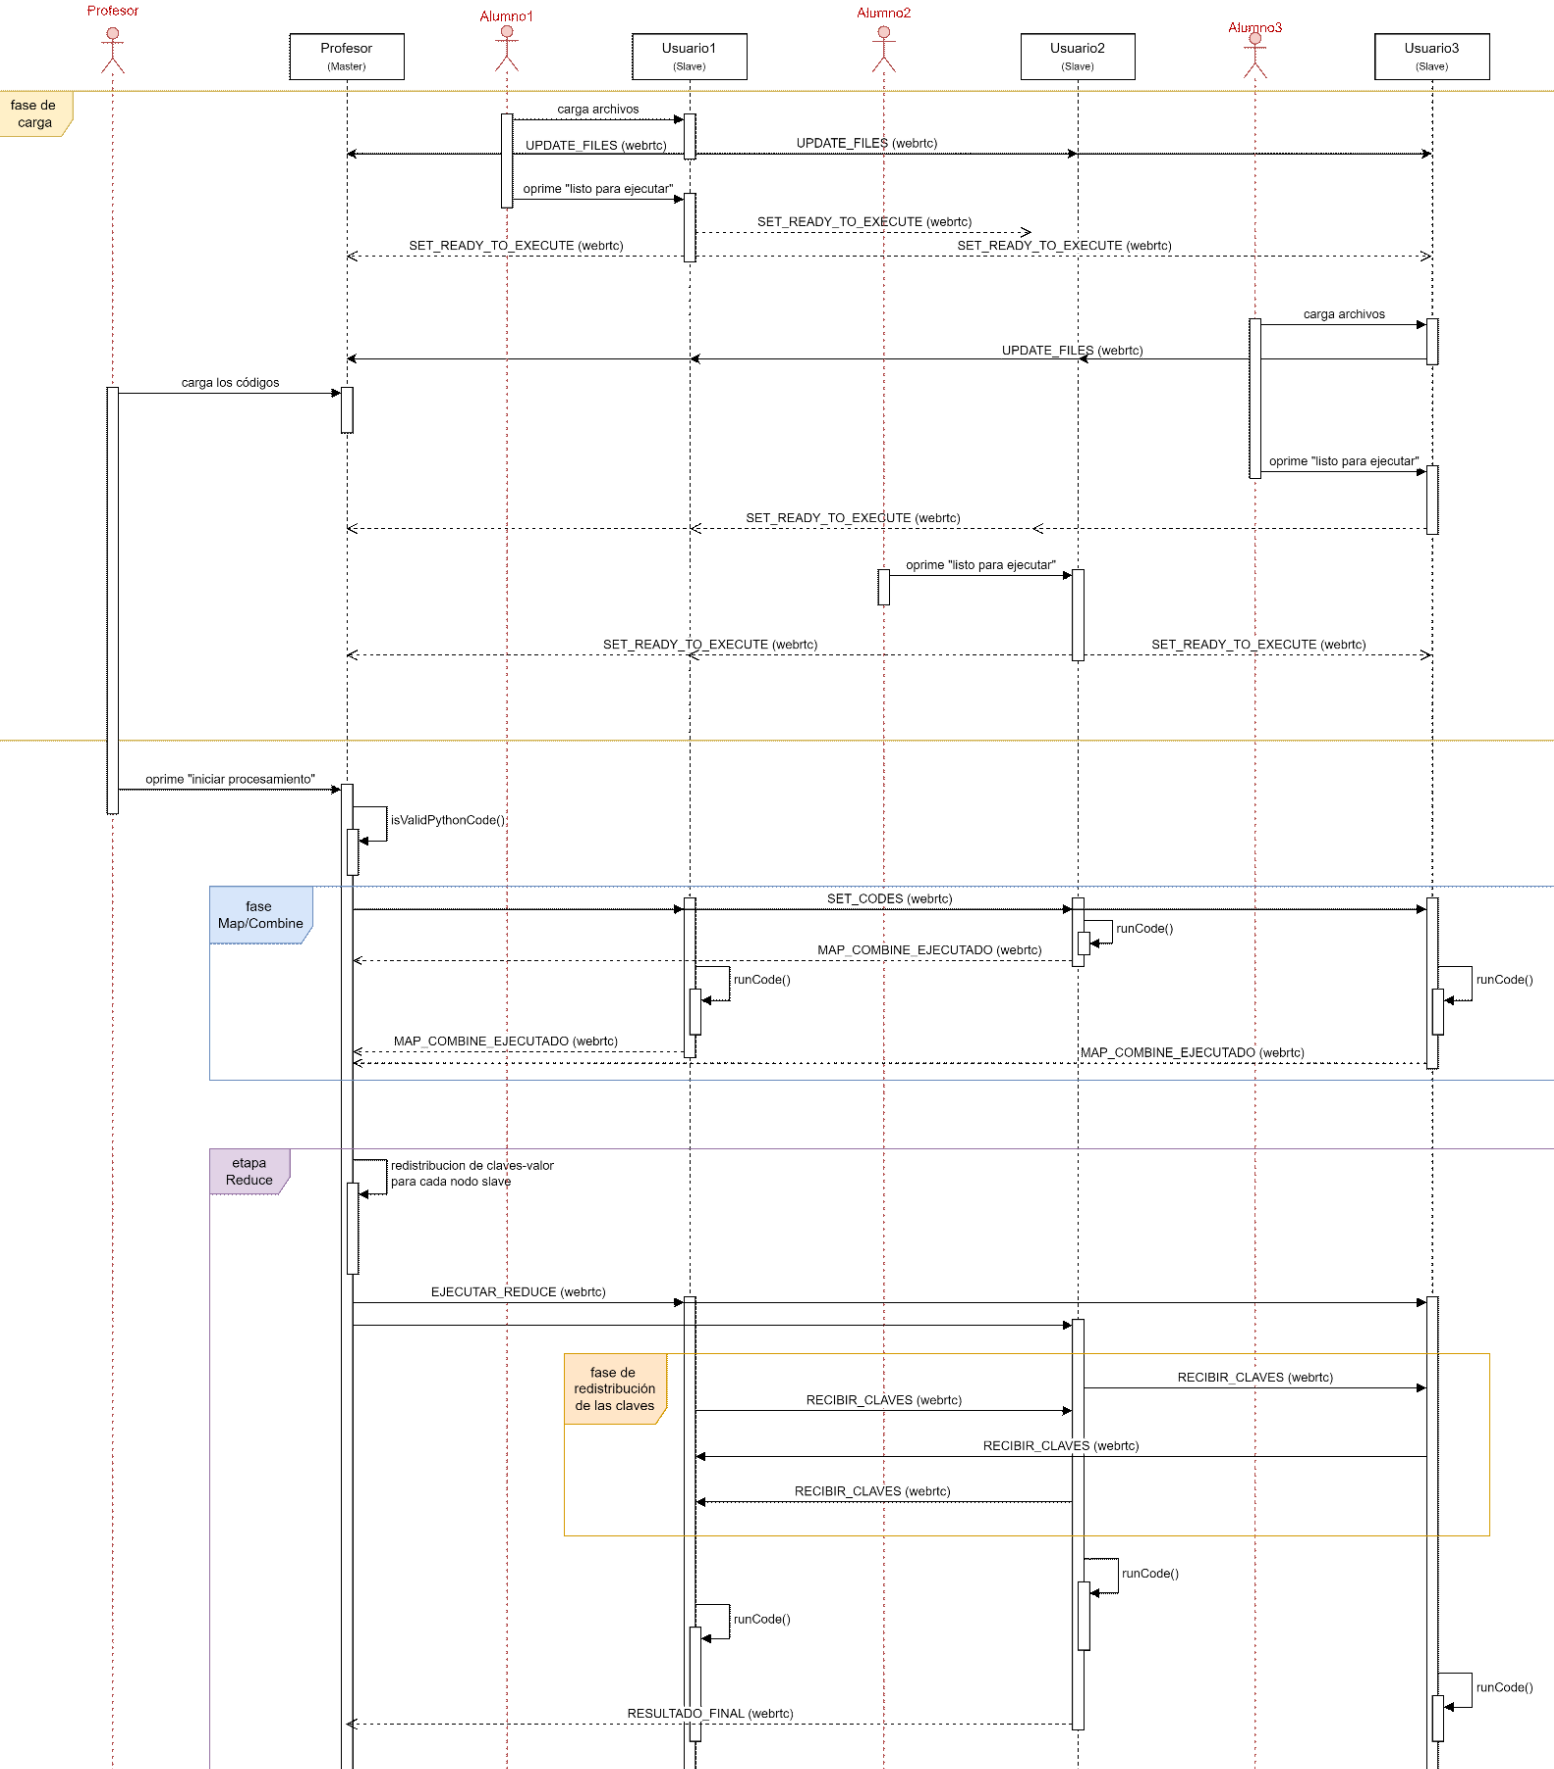 Profesor
Alumno1
Alumno2
Alumno3
Profesor
(Master)
Usuario1
(Slave)
Usuario2
(Slave)
Usuario3
(Slave)
fase de
carga
carga archivos
UPDATE_FILES (webrtc)
UPDATE_FILES (webrtc)
oprime "listo para ejecutar"
SET_READY_TO_EXECUTE (webrtc)
SET_READY_TO_EXECUTE (webrtc)
SET_READY_TO_EXECUTE (webrtc)
carga archivos
UPDATE_FILES (webrtc)
carga los códigos
oprime "listo para ejecutar"
SET_READY_TO_EXECUTE (webrtc)
oprime "listo para ejecutar"
SET_READY_TO_EXECUTE (webrtc)
SET_READY_TO_EXECUTE (webrtc)
oprime "iniciar procesamiento"
isValidPythonCode()
fase
Map/Combine
SET_CODES (webrtc)
runCode()
MAP_COMBINE_EJECUTADO (webrtc)
runCode()
runCode()
MAP_COMBINE_EJECUTADO (webrtc)
MAP_COMBINE_EJECUTADO (webrtc)
etapa
Reduce
redistribucion de claves-valor
para cada nodo slave
EJECUTAR_REDUCE (webrtc)
fase de
redistribución
de las claves
RECIBIR_CLAVES (webrtc)
RECIBIR_CLAVES (webrtc)
RECIBIR_CLAVES (webrtc)
RECIBIR_CLAVES (webrtc)
runCode()
runCode()
runCode()
RESULTADO_FINAL (webrtc)